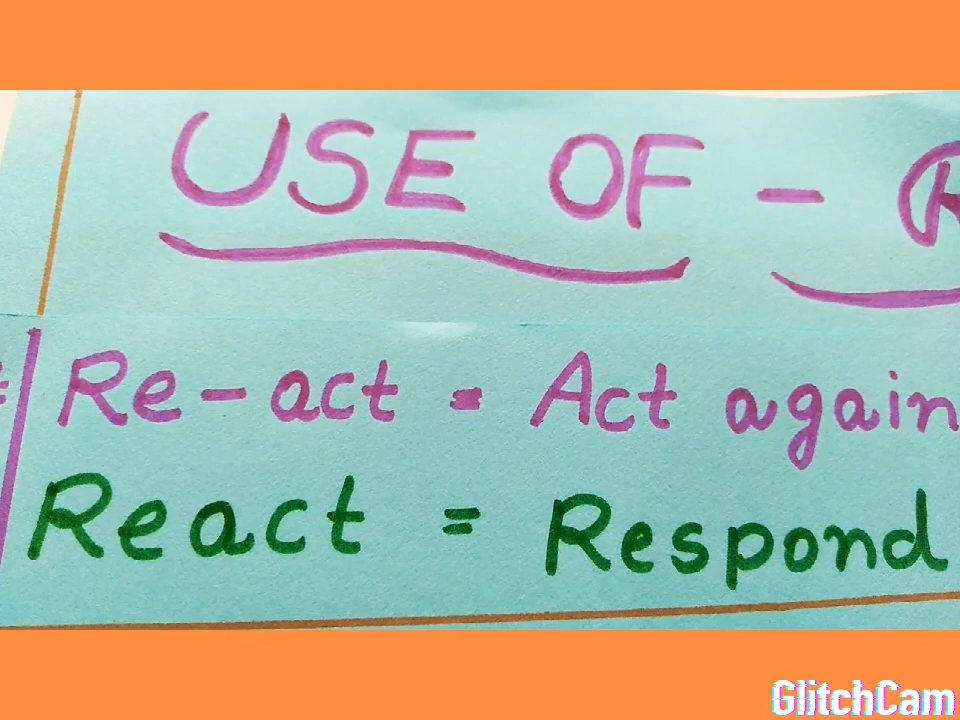 USE OF -
Re-act = Act again
React = Respond
GlitchCam